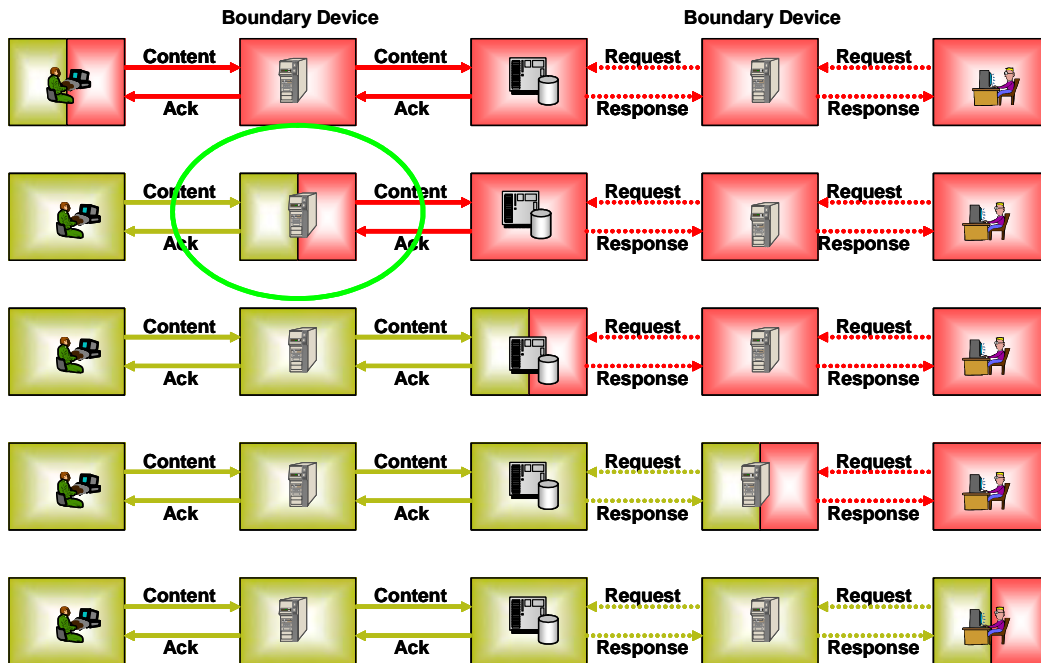 Boundary Device Boundary Device
Content Content Request Request
Ack Ack Response Response
Content Content Request Request
Ack Ack Response Response
Content Content Request Request
Ack Ack Response Response
Content Content Request Request
Ack Ack Response Response
Content Content Request Request
Ack Ack Response Response